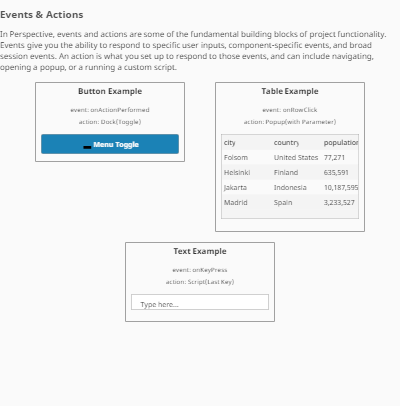 Events & Actions
In Perspective, events and actions are some of the fundamental building blocks of project functionality.
Events give you the ability to respond to specific user inputs, component-specific events, and broad
session events. An action is what you set up to respond to those events, and can include navigating,
opening a popup, or a running a custom script.
Button Example
event: onActionPerformed
action: Dock(Toggle)
Menu Toggle
Table Example
event: onRowClick
action: Popup(with Parameter)
city country population
Folsom United States 77,271
Helsinki Finland 635,591
Jakarta Indonesia 10,187,595
Madrid Spain 3,233,527
Text Example
event: onKeyPress
action: Script(Last Key)
Type here...